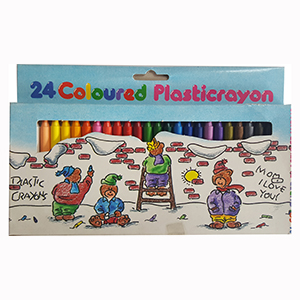 24 Coloured Plasticrayon
PLASTIC
CRAYONS
MOM
I LOVE
YOU!